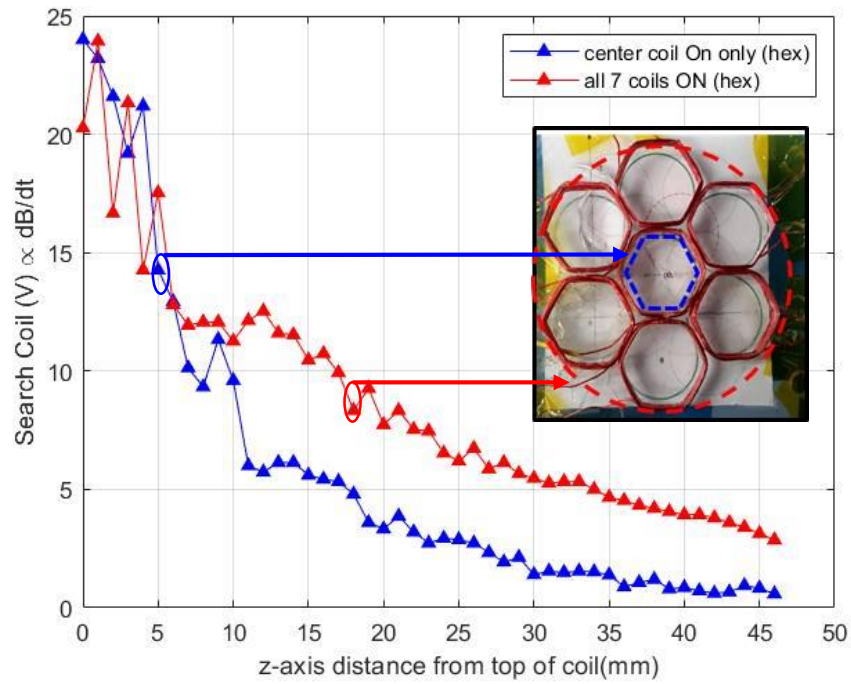 center coil On only (hex)
all 7 coils ON (hex)
25
20
15
10
5
0
Search Coil (V) ∝ dB/dt
0 5 10 15 20 25 30 35 40 45 50
z-axis distance from top of coil(mm)